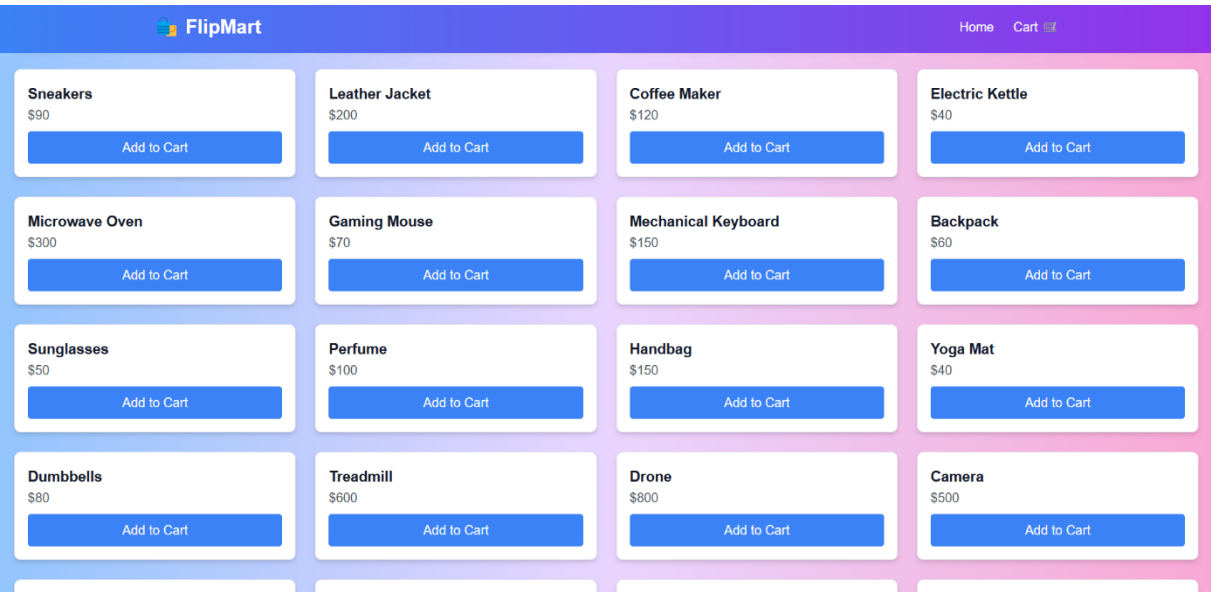 FlipMart Home Cart
Sneakers Leather Jacket Coffee Maker Electric Kettle
$90 $200 $120 $40
Add to Cart Add to Cart Add to Cart Add to Cart
Microwave Oven Gaming Mouse Mechanical Keyboard Backpack
$300 $70 $150 $60
Add to Cart Add to Cart Add to Cart Add to Cart
Sunglasses Perfume Handbag Yoga Mat
$50 $100 $150 $40
Add to Cart Add to Cart Add to Cart Add to Cart
Dumbbells Treadmill Drone Camera
$80 $600 $800 $500
Add to Cart Add to Cart Add to Cart Add to Cart